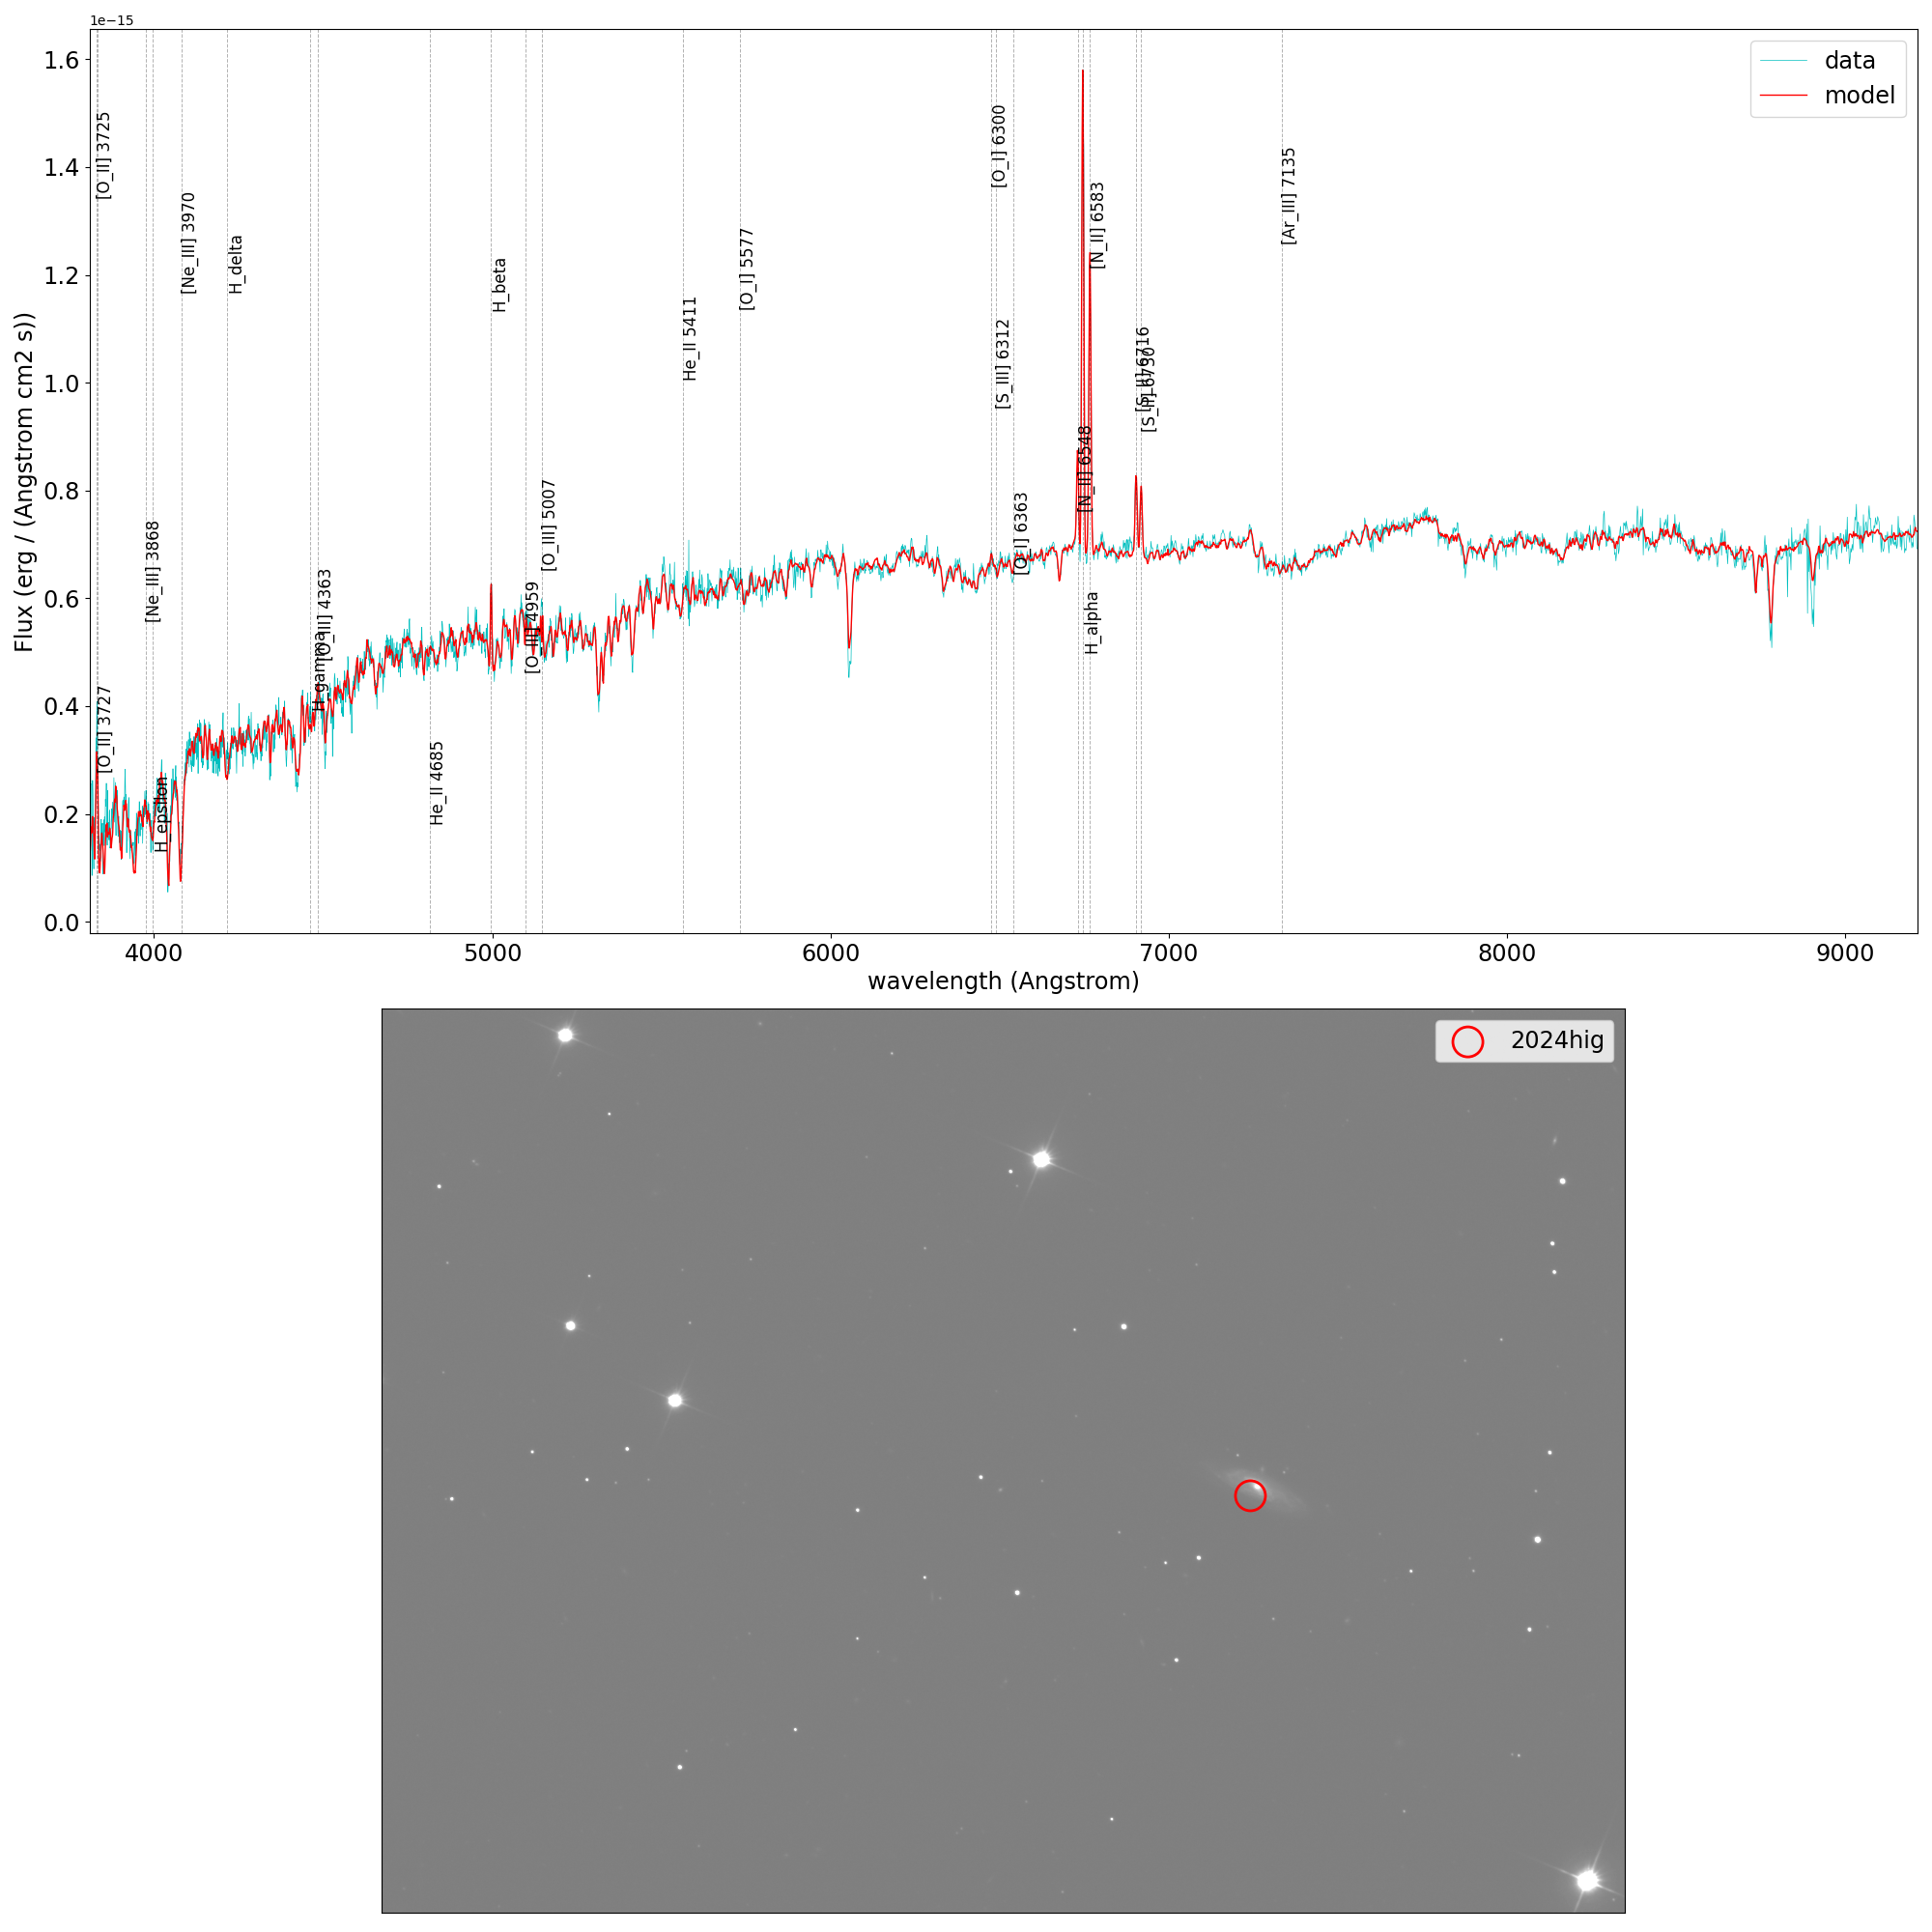 1e−15
data
model
Flux (erg / (Angstrom cm2 s))
1.6
1.4
1.2
1.0
0.8
0.6
0.4
0.2
0.0
[O_II] 3725
[O_II] 3727
[Ne_III] 3868
H_epsilon
[Ne_III] 3970
H_delta
H_gamma
[O_III] 4363
He_II 4685
H_beta
[O_III] 4959
[O_III] 5007
He_II 5411
[O_I] 5577
[O_I] 6300
[S_III] 6312
[O_I] 6363
[N_II] 6548
H_alpha
[N_II] 6583
[S_II] 6716
[S_II] 6730
[Ar_III] 7135
4000
5000
6000
7000
8000
9000
wavelength (Angstrom)
2024hig